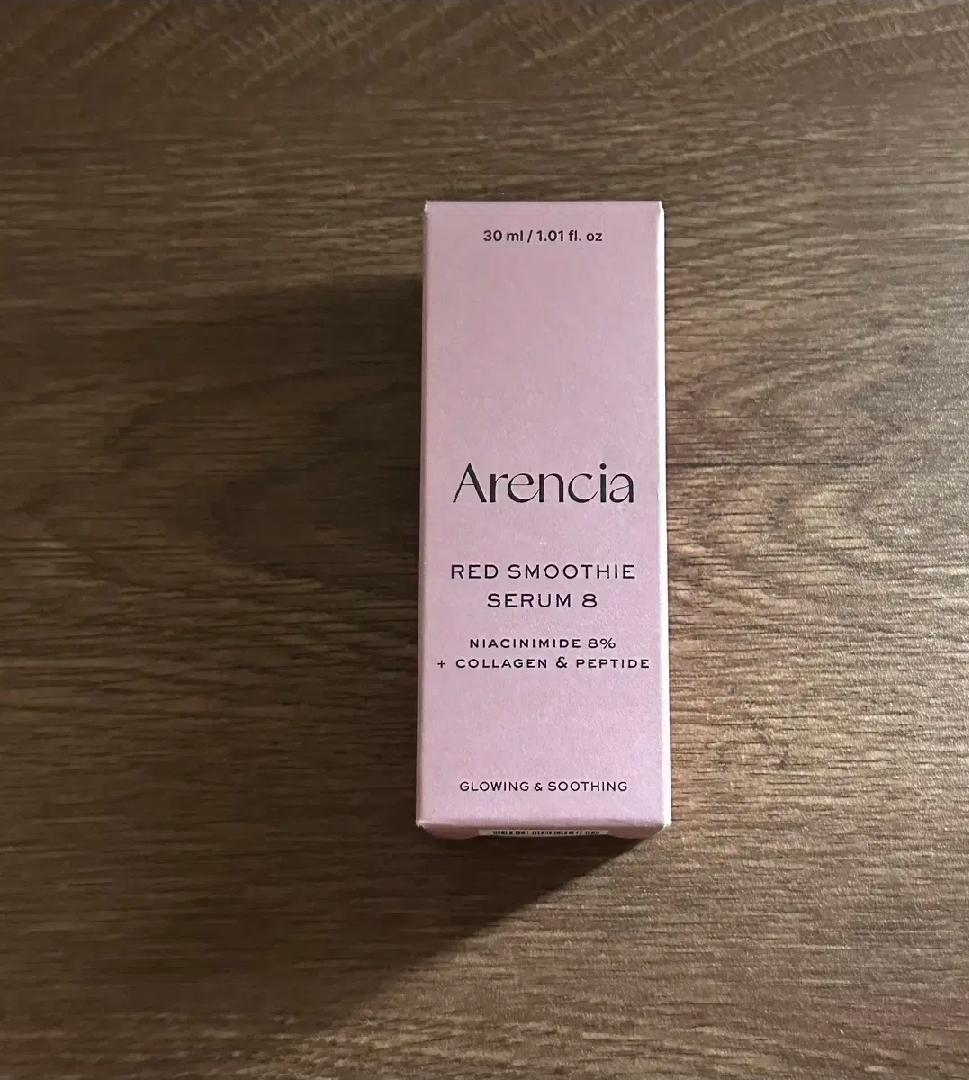 30 ml / 1.01 fl. oz
Arencia
RED SMOOTHIE
SERUM 8
NIACINIMIDE 8%
+ COLLAGEN & PEPTIDE
GLOWING & SOOTHING